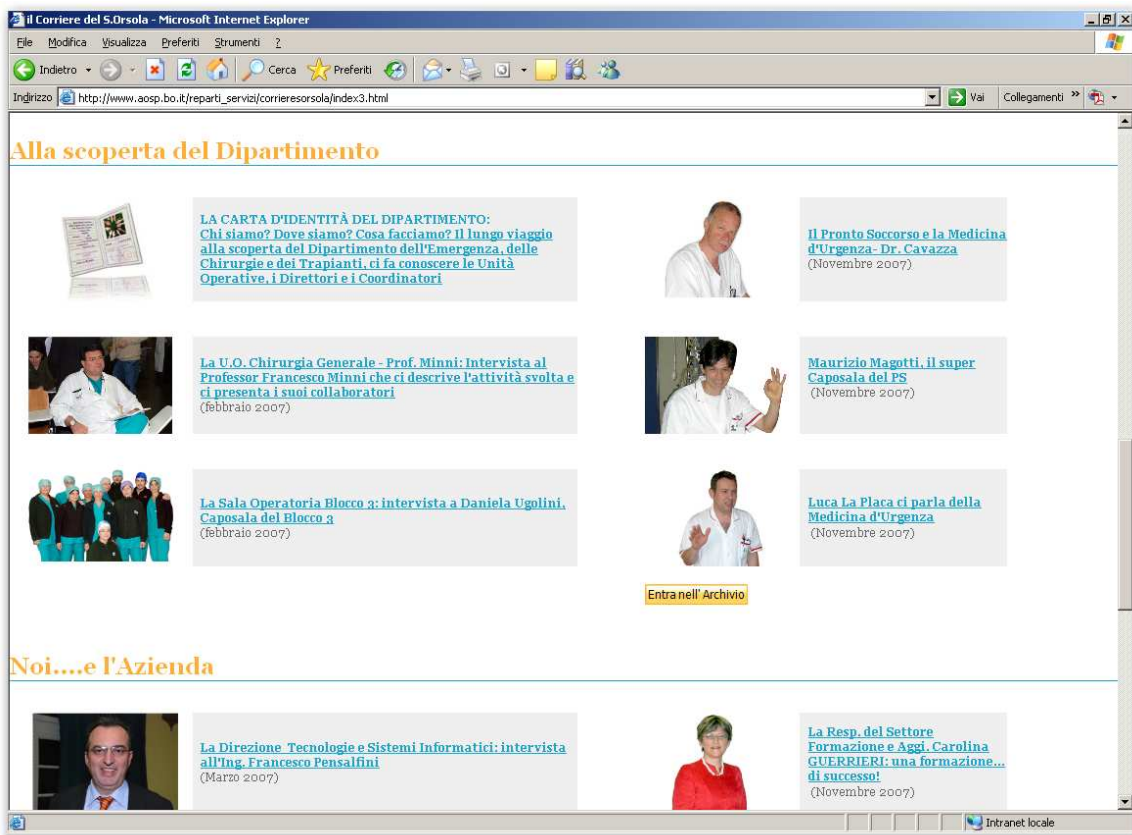 il Corriere del S.Orsola - Microsoft Internet Explorer
File Modifica Visualizza Preferiti Strumenti ?
Indietro Cerca Preferiti
Indirizzo http://www.aosp.bo.it/reparti_servizi/corrieresorsola/index3.html Vai Collegamenti »
Alla scoperta del Dipartimento
LA CARTA D'IDENTITÀ DEL DIPARTIMENTO:
Chi siamo? Dove siamo? Cosa facciamo? Il lungo viaggio
alla scoperta del Dipartimento dell'Emergenza, delle
Chirurgie e dei Trapianti, ci fa conoscere le Unità
Operative, i Direttori e i Coordinatori
Il Pronto Soccorso e la Medicina
d'Urgenza- Dr. Cavazza
(Novembre 2007)
La U.O. Chirurgia Generale - Prof. Minni: Intervista al
Professor Francesco Minni che ci descrive l'attività svolta e
ci presenta i suoi collaboratori
(febbraio 2007)
Maurizio Magotti, il super
Caposala del PS
(Novembre 2007)
La Sala Operatoria Blocco 3: intervista a Daniela Ugolini,
Caposala del Blocco 3
(febbraio 2007)
Luca La Placa ci parla della
Medicina d'Urgenza
(Novembre 2007)
Entra nell' Archivio
Noi....e l'Azienda
La Direzione Tecnologie e Sistemi Informatici: intervista
all'Ing. Francesco Pensalfini
(Marzo 2007)
La Resp. del Settore
Formazione e Aggi. Carolina
GUERRIERI: una formazione...
di successo!
(Novembre 2007)
Intranet locale